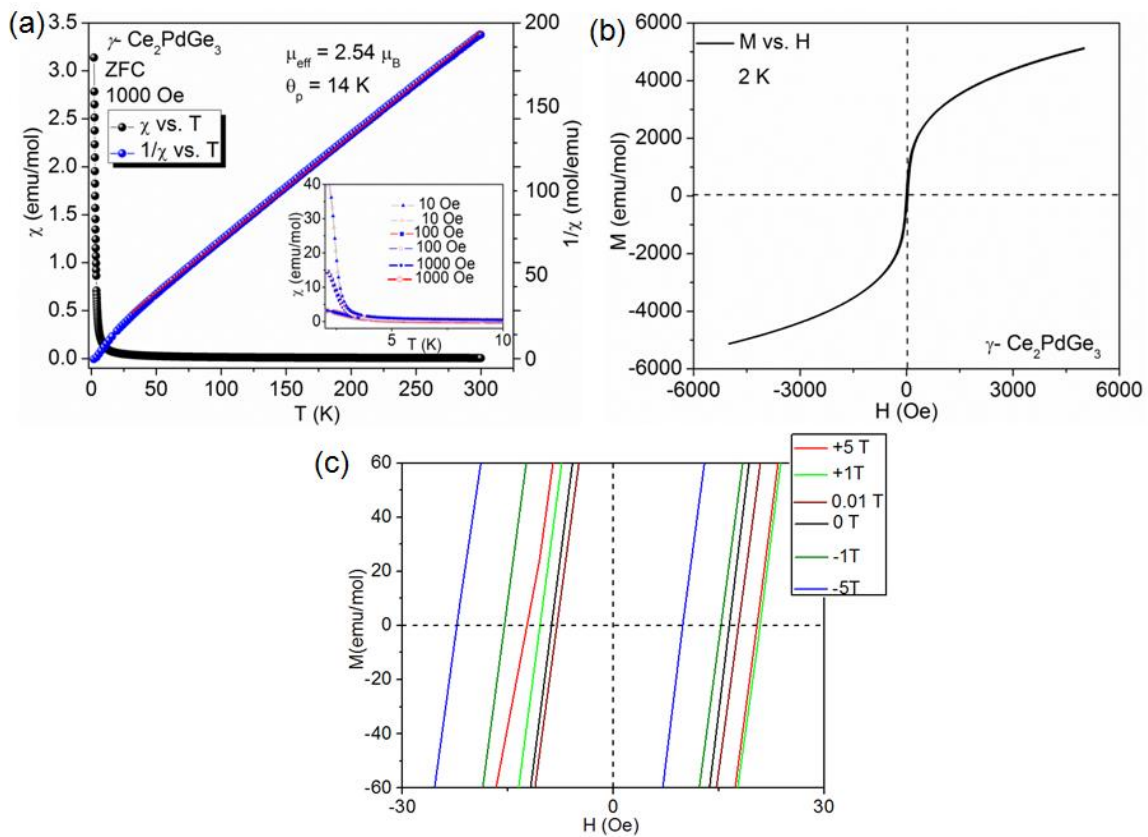 (a)
γ- Ce₂PdGe₃
ZFC
1000 Oe
χ vs. T
1/χ vs. T
μeff = 2.54 μB
θp = 14 K
3.5
3.0
2.5
2.0
1.5
1.0
0.5
0.0
χ (emu/mol)
200
150
100
50
0
1/χ (mol/emu)
0 50 100 150 200 250 300
T (K)
40
30
20
10
0
χ (emu/mol)
10 Oe
10 Oe
100 Oe
100 Oe
1000 Oe
1000 Oe
5 10
T (K)
(b)
M vs. H
2 K
6000
4000
2000
0
-2000
-4000
-6000
M (emu/mol)
γ- Ce₂PdGe₃
-6000 -3000 0 3000 6000
H (Oe)
(c)
60
40
20
0
-20
-40
-60
M(emu/mol)
-30 0 30
H (Oe)
+5 T
+1T
0.01 T
0 T
-1T
-5T